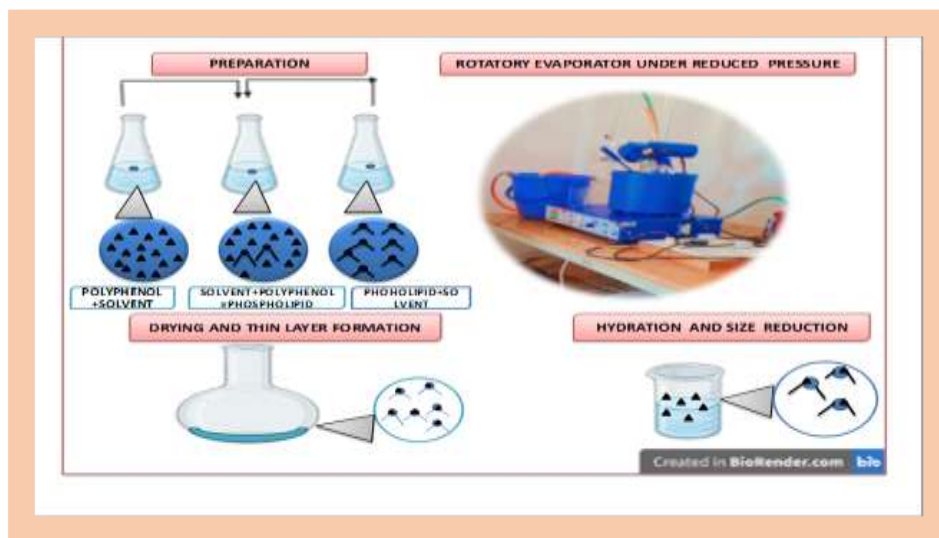 PREPARATION
ROTATORY EVAPORATOR UNDER REDUCED PRESSURE
POLYPHENOL
+SOLVENT
SOLVENT+POLYPHENOL
+PHOSPHOLIPID
PHOHOLIPID+SO
LVENT
DRYING AND THIN LAYER FORMATION
HYDRATION AND SIZE REDUCTION
Created in BioRender.com bio